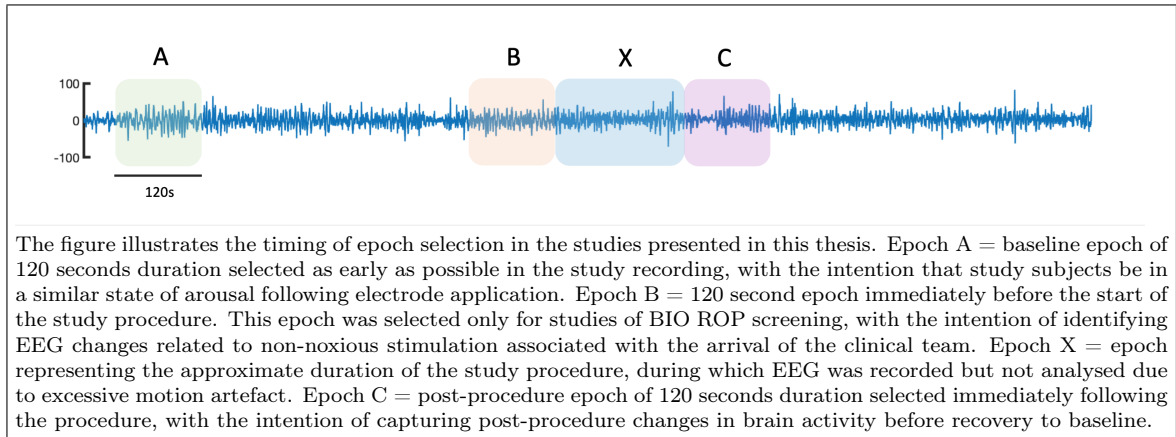 A
B
X
C
100
0
-100
120s
The figure illustrates the timing of epoch selection in the studies presented in this thesis. Epoch A = baseline epoch of
120 seconds duration selected as early as possible in the study recording, with the intention that study subjects be in
a similar state of arousal following electrode application. Epoch B = 120 second epoch immediately before the start of
the study procedure. This epoch was selected only for studies of BIO ROP screening, with the intention of identifying
EEG changes related to non-noxious stimulation associated with the arrival of the clinical team. Epoch X = epoch
representing the approximate duration of the study procedure, during which EEG was recorded but not analysed due
to excessive motion artefact. Epoch C = post-procedure epoch of 120 seconds duration selected immediately following
the procedure, with the intention of capturing post-procedure changes in brain activity before recovery to baseline.